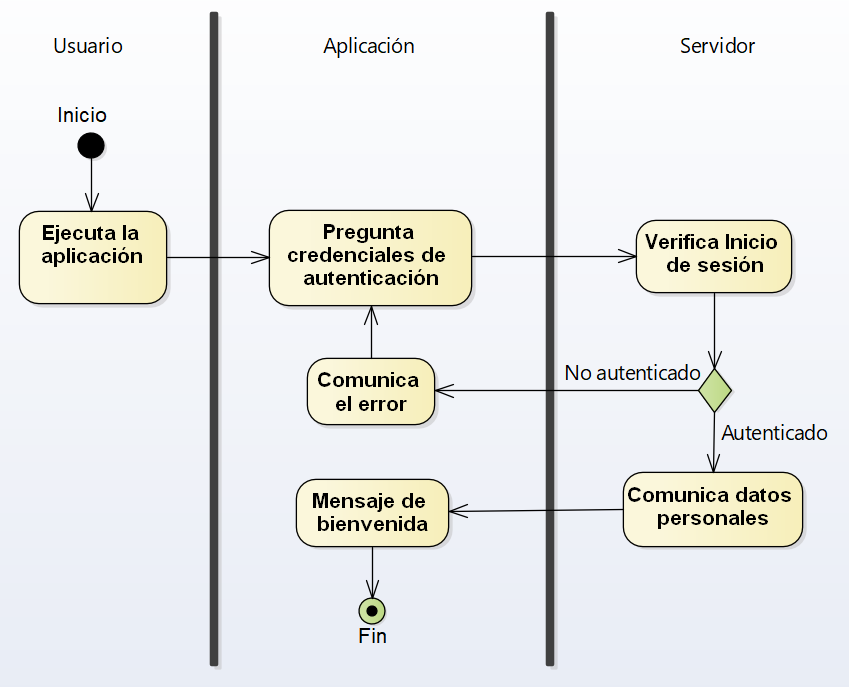 Usuario
Aplicación
Servidor
Inicio
Ejecuta la
aplicación
Pregunta
credenciales de
autenticación
Verifica Inicio
de sesión
No autenticado
Comunica
el error
Autenticado
Comunica datos
personales
Mensaje de
bienvenida
Fin